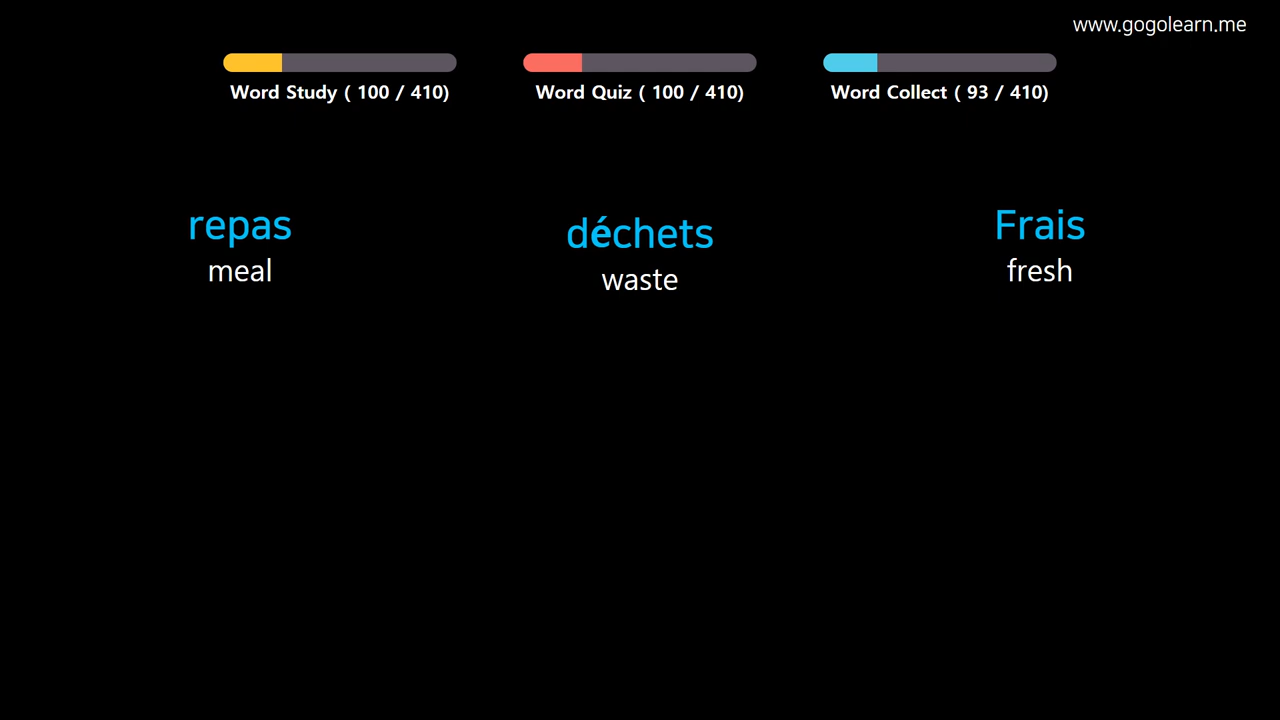 www.gogolearn.me
Word Study ( 100 / 410)
Word Quiz ( 100 / 410)
Word Collect ( 93 / 410)
repas
meal
déchets
waste
Frais
fresh